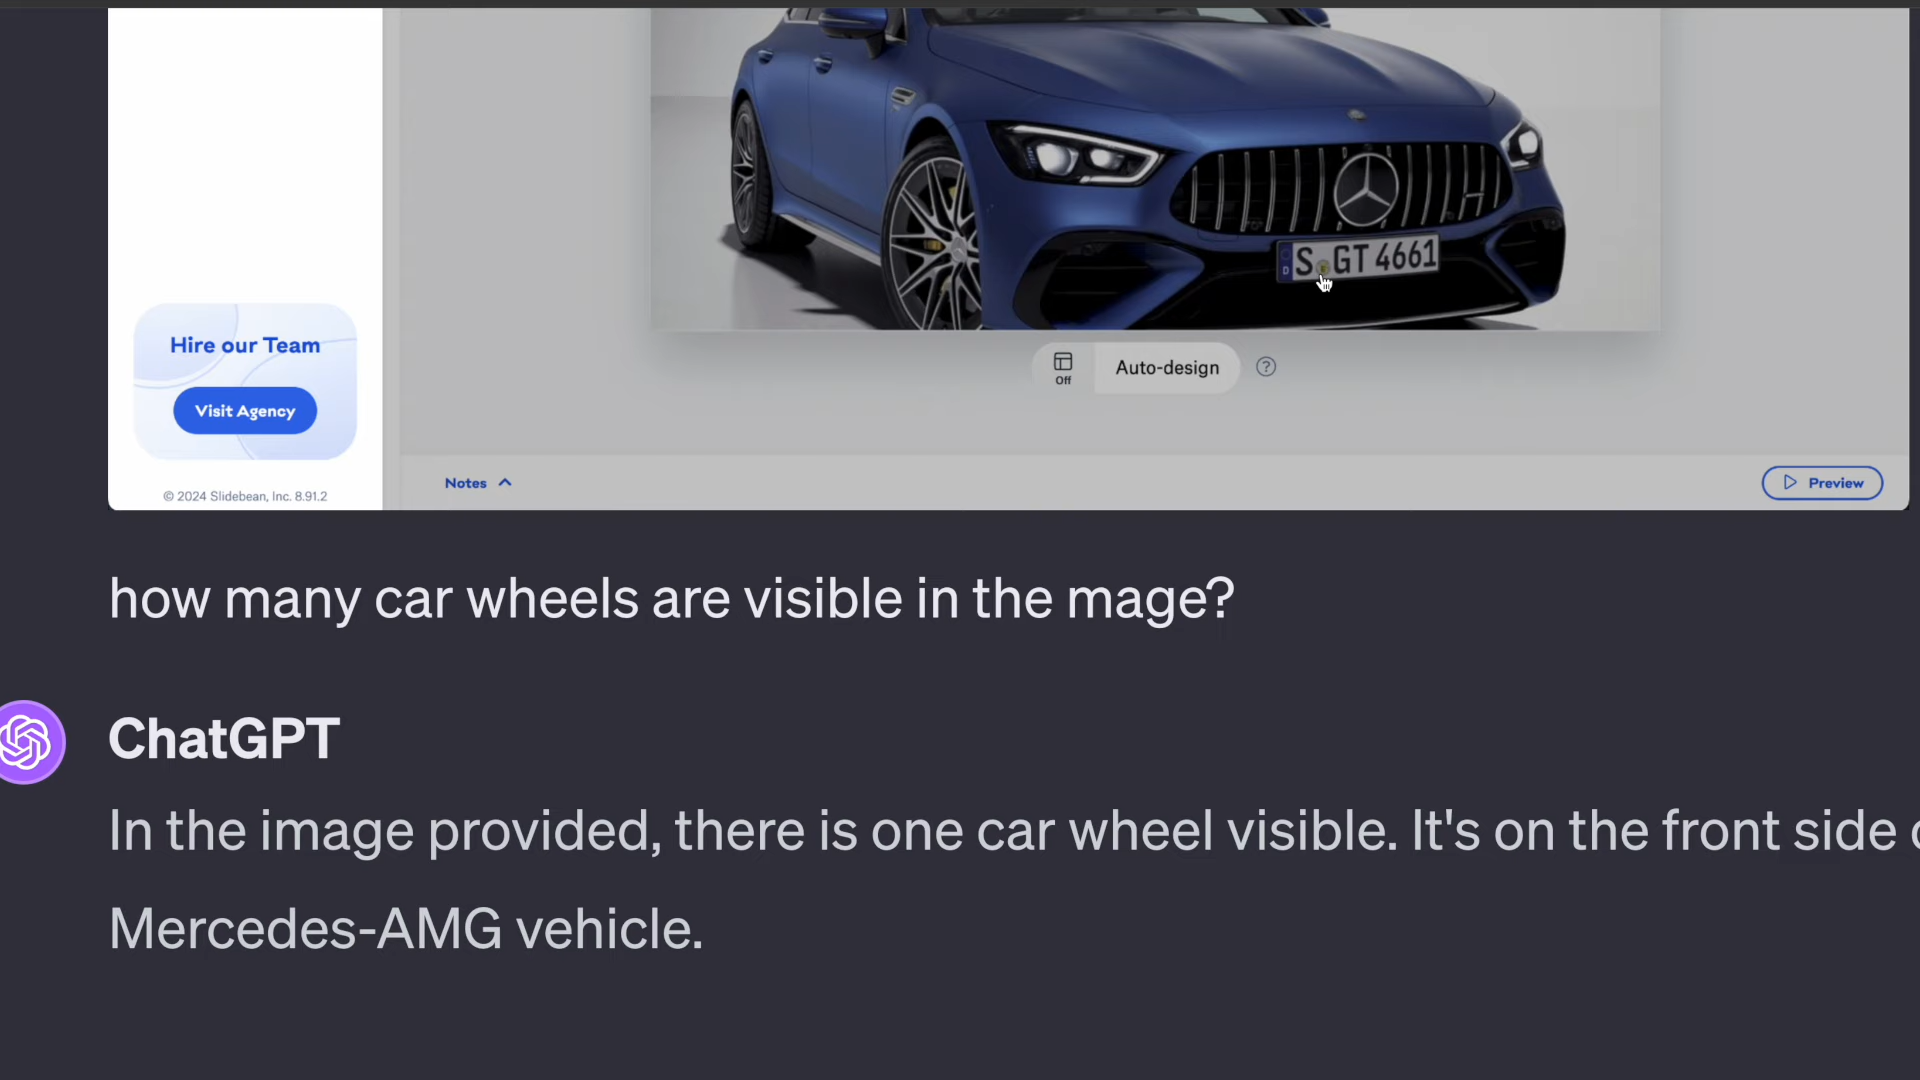 S GT 4661
D
Hire our Team
Off
Auto-design
?
Visit Agency
Notes
Preview
© 2024 Slidebean, Inc. 8.91.2
how many car wheels are visible in the mage?
ChatGPT
In the image provided, there is one car wheel visible. It's on the front side
Mercedes-AMG vehicle.